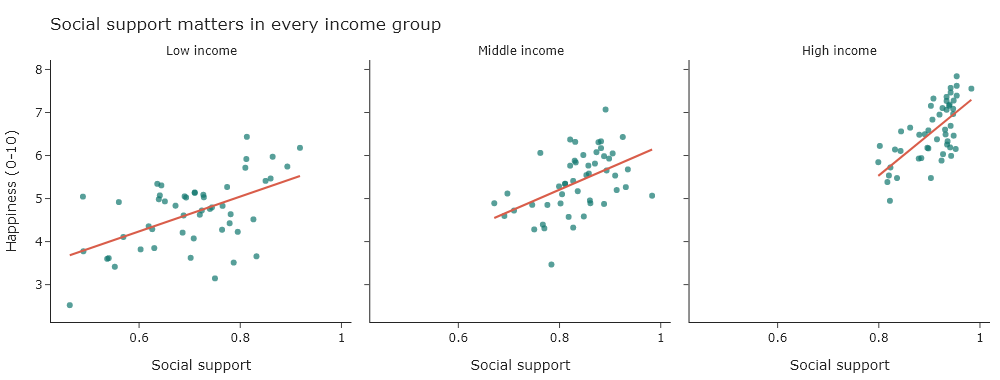 Social support matters in every income group
Low income
Middle income
High income
8
7
6
5
4
3
Happiness (0-10)
0.6
0.8
1
0.6
0.8
1
0.6
0.8
1
Social support
Social support
Social support